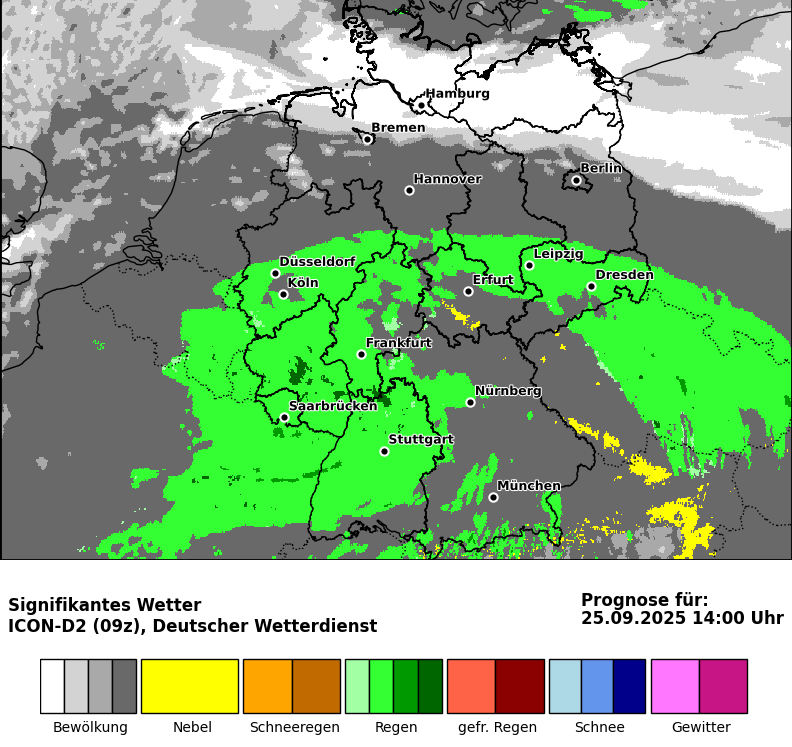 Hamburg
Bremen
Berlin
Hannover
Leipzig
Düsseldorf
Dresden
Köln
Erfurt
Frankfurt
Nürnberg
Saarbrücken
Stuttgart
München
Signifikantes Wetter
ICON-D2 (09z), Deutscher Wetterdienst
Prognose für:
25.09.2025 14:00 Uhr
Bewölkung Nebel Schneeregen Regen gefr. Regen Schnee Gewitter